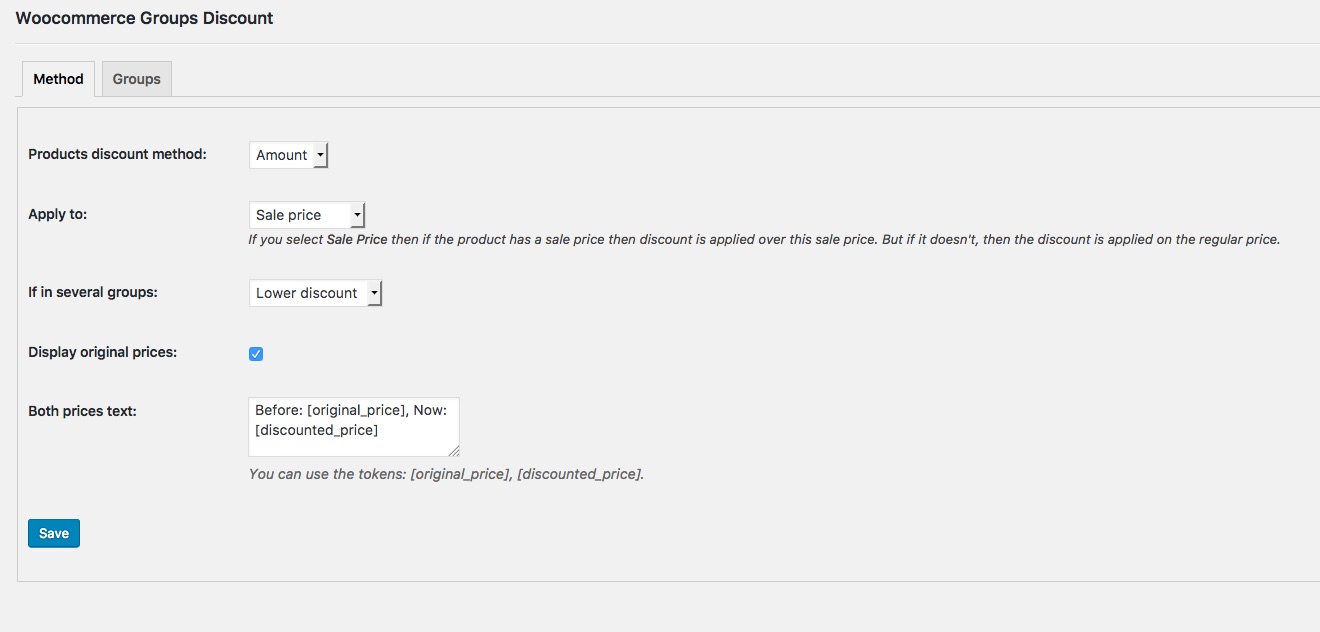 Woocommerce Groups Discount
Method Groups
Products discount method: Amount
Apply to: Sale price
If you select Sale Price then if the product has a sale price then discount is applied over this sale price. But if it doesn't, then the discount is applied on the regular price.
If in several groups: Lower discount
Display original prices:
Both prices text: Before: [original_price], Now:
[discounted_price]
You can use the tokens: [original_price], [discounted_price].
Save